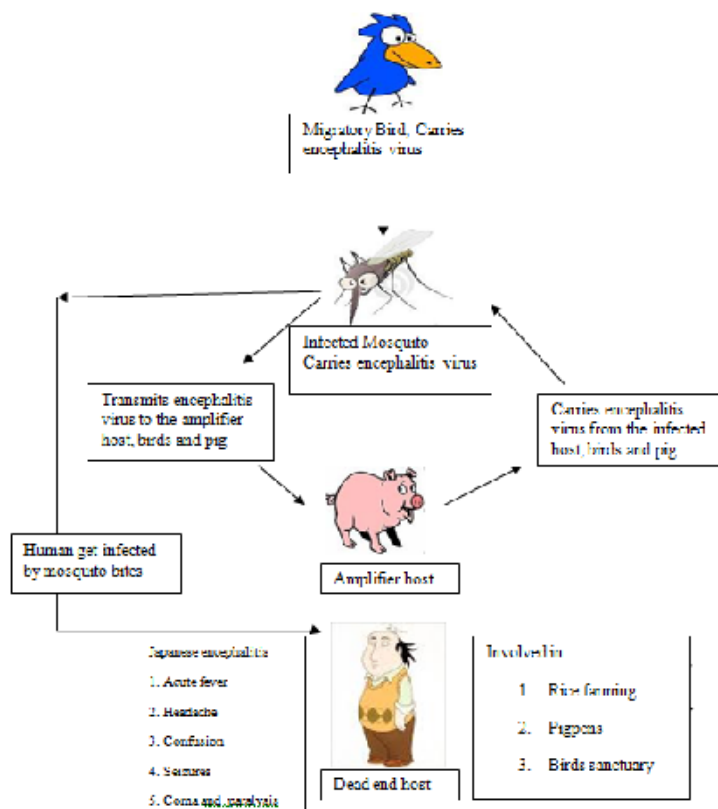 Migratory Bird, Carries
encephalitis virus
Infected Mosquito
Carries encephalitis virus
Transmits encephalitis
virus to the amplifier
host, birds and pig
Carries encephalitis
virus from the infected
host, birds and pig
Human get infected
by mosquito bites
Amplifier host
Japanese encephalitis
1. Acute fever
2. Headache
3. Confusion
4. Seizures
5. Coma and paralysis
Involved in
1. Rice farming
2. Pigpens
3. Birds sanctuary
Dead end host